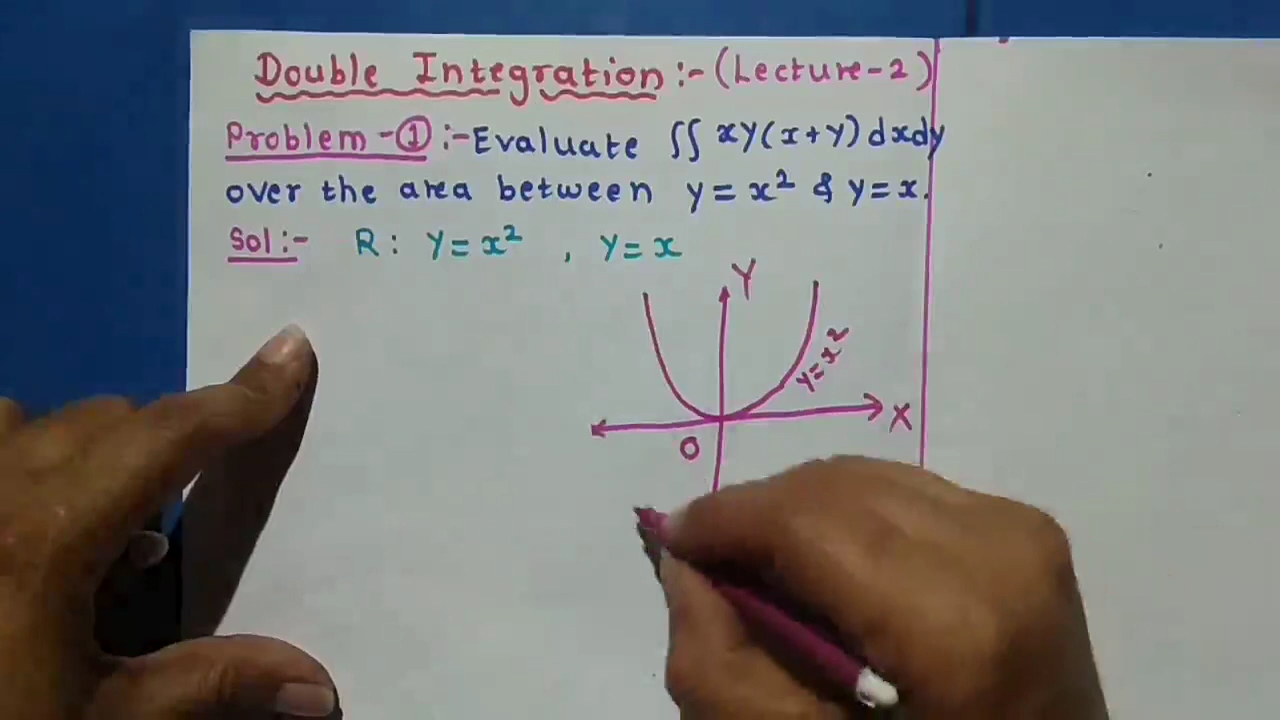 Double Integration :- (Lecture-2)
Problem-① :- Evaluate ∬ xy(x+y) dxdy
over the area between y = x² & y = x.
Sol :- R : y = x² , y = x
Y
y = x²
X
O